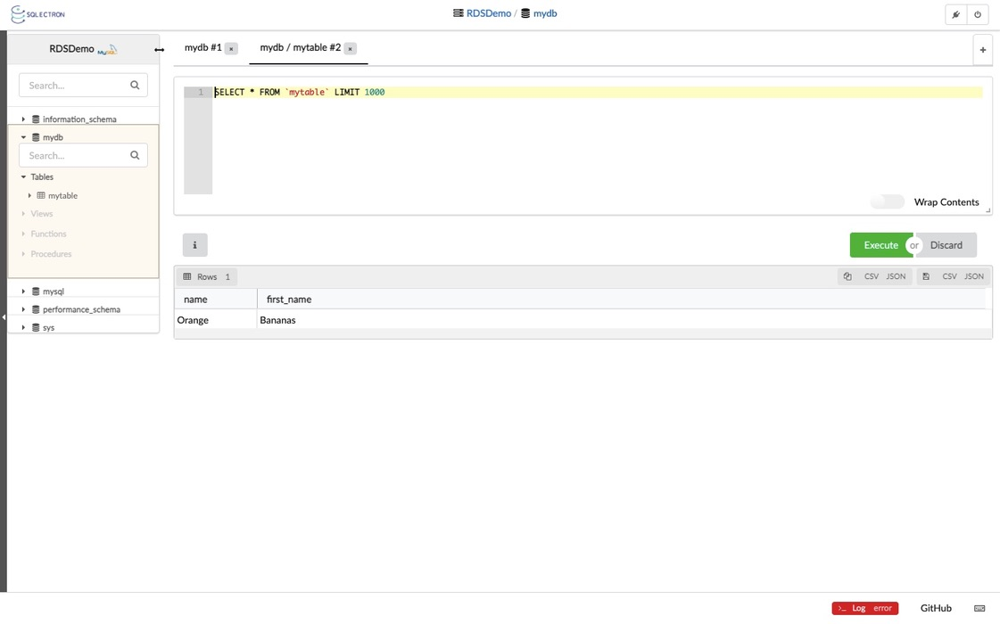 SQLECTRON
RDSDemo / mydb
RDSDemo MySQL
mydb #1 ×
mydb / mytable #2 ×
+
Search...
information_schema
mydb
Search...
Tables
mytable
Views
Functions
Procedures
mysql
performance_schema
sys
1 SELECT * FROM `mytable` LIMIT 1000
Wrap Contents
i
Execute or Discard
Rows 1
CSV JSON
CSV JSON
name first_name
Orange Bananas
>_ Log error
GitHub